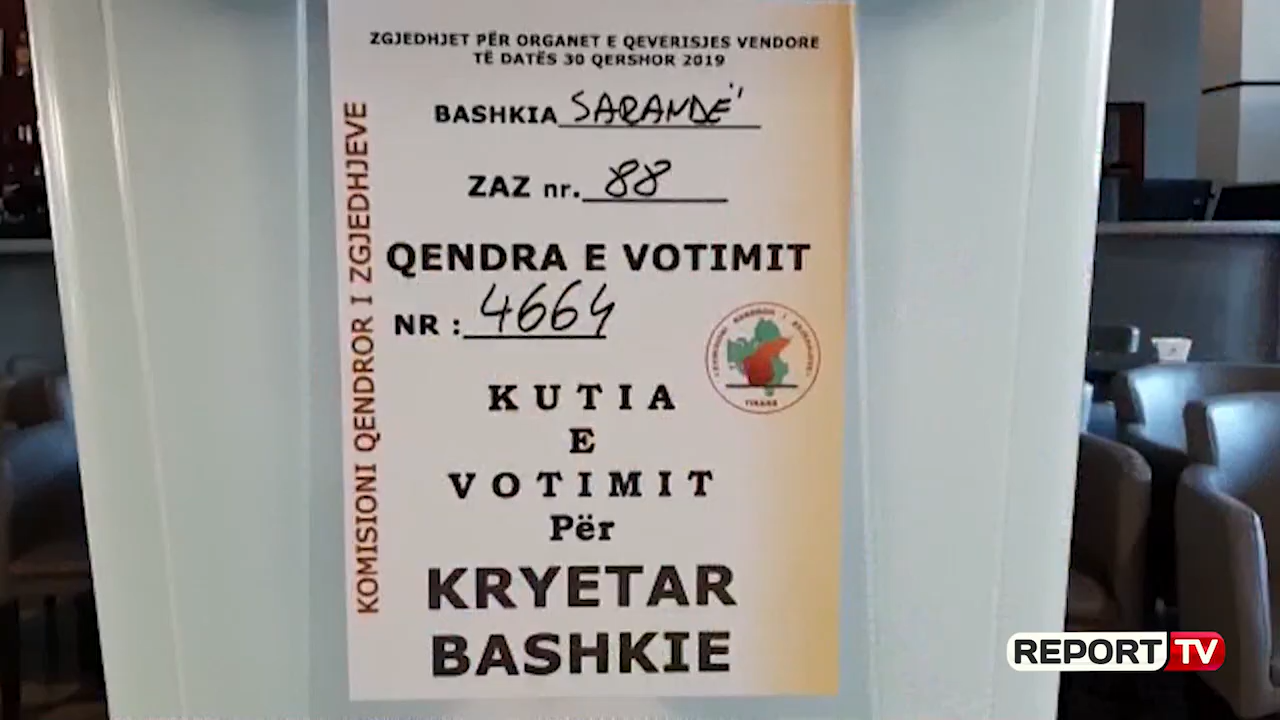 ZGJEDHJET PËR ORGANET E QEVERISJES VENDORE
TË DATËS 30 QERSHOR 2019
KOMISIONI QENDROR I ZGJEDHJEVE
BASHKIA SARANDË
ZAZ nr. 88
QENDRA E VOTIMIT
NR : 4664
KUTIA
E
VOTIMIT
Për
KRYETAR
BASHKIE
REPORT TV